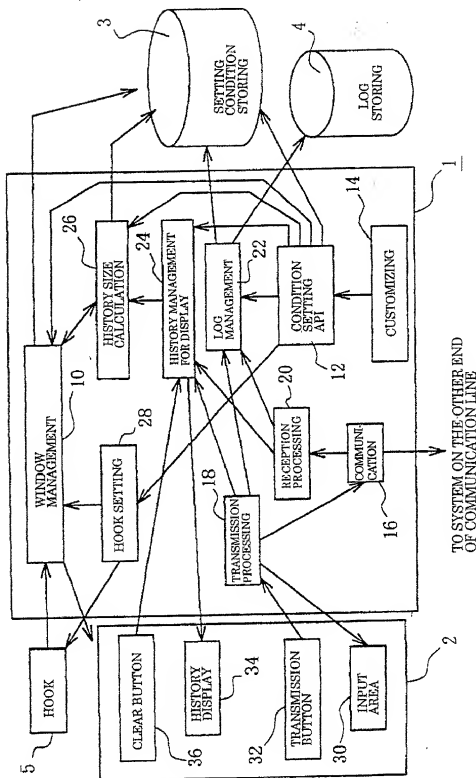 5
HOOK
WINDOW
MANAGEMENT
10
28
HOOK SETTING
26
HISTORY SIZE
CALCULATION
24
HISTORY MANAGEMENT
FOR DISPLAY
3
SETTING
CONDITION
STORING
4
LOG
STORING
CLEAR BUTTON
36
HISTORY
DISPLAY
34
18
TRANSMISSION
PROCESSING
20
RECEPTION
PROCESSING
LOG
MANAGEMENT
22
CONDITION
SETTING
API
12
32
TRANSMISSION
BUTTON
30
INPUT
AREA
2
16
COMMUNI-
CATION
14
CUSTOMIZING
1
TO SYSTEM ON THE OTHER END
OF COMMUNICATION LINE